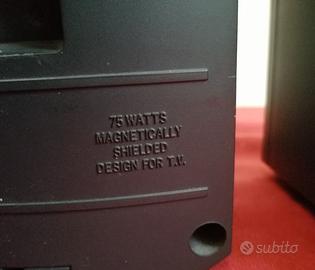 75 WATTS
MAGNETICALLY
SHIELDED
DESIGN FOR T.V.
subito